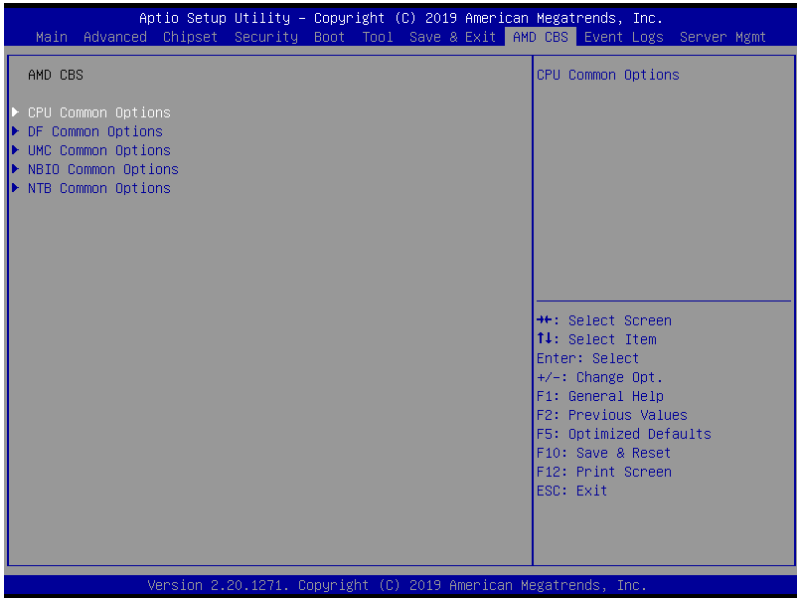 Aptio Setup Utility – Copyright (C) 2019 American Megatrends, Inc.
Main Advanced Chipset Security Boot Tool Save & Exit AMD CBS Event Logs Server Mgmt
AMD CBS
CPU Common Options
DF Common Options
UMC Common Options
NBIO Common Options
NTB Common Options
CPU Common Options
→←: Select Screen
↑↓: Select Item
Enter: Select
+/-: Change Opt.
F1: General Help
F2: Previous Values
F5: Optimized Defaults
F10: Save & Reset
F12: Print Screen
ESC: Exit
Version 2.20.1271. Copyright (C) 2019 American Megatrends, Inc.